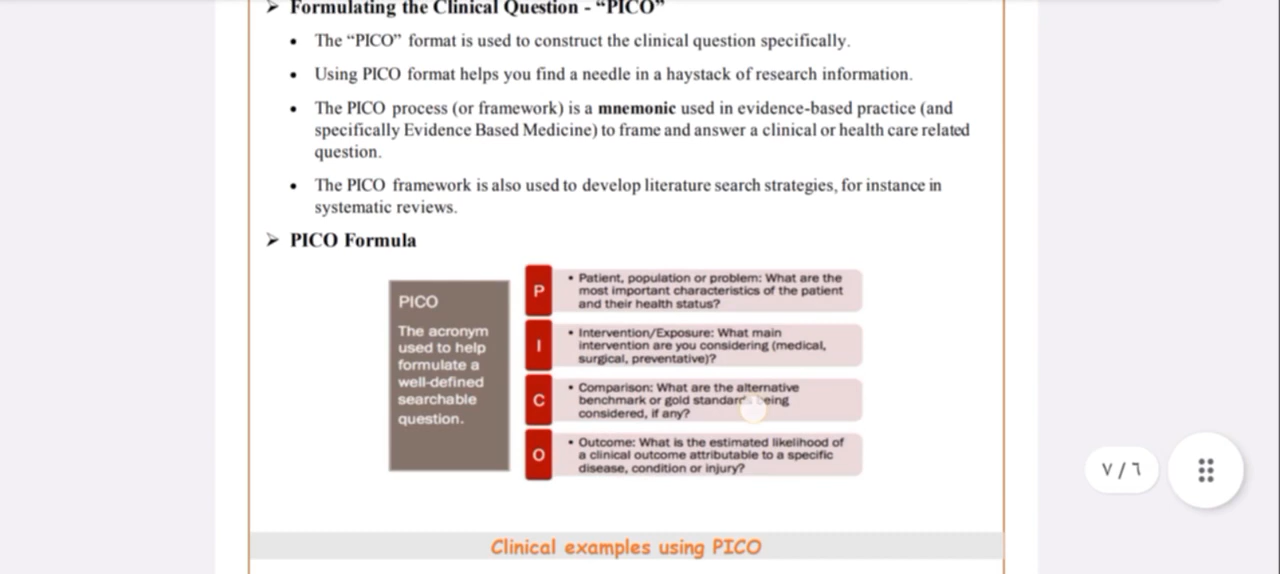 ➢ Formulating the Clinical Question - “PICO”
• The “PICO” format is used to construct the clinical question specifically.
• Using PICO format helps you find a needle in a haystack of research information.
• The PICO process (or framework) is a mnemonic used in evidence-based practice (and
specifically Evidence Based Medicine) to frame and answer a clinical or health care related
question.
• The PICO framework is also used to develop literature search strategies, for instance in
systematic reviews.
➢ PICO Formula
PICO
The acronym
used to help
formulate a
well-defined
searchable
question.
P
• Patient, population or problem: What are the
most important characteristics of the patient
and their health status?
I
• Intervention/Exposure: What main
intervention are you considering (medical,
surgical, preventative)?
C
• Comparison: What are the alternative
benchmark or gold standard being
considered, if any?
O
• Outcome: What is the estimated likelihood of
a clinical outcome attributable to a specific
disease, condition or injury?
٧ / ٦
Clinical examples using PICO